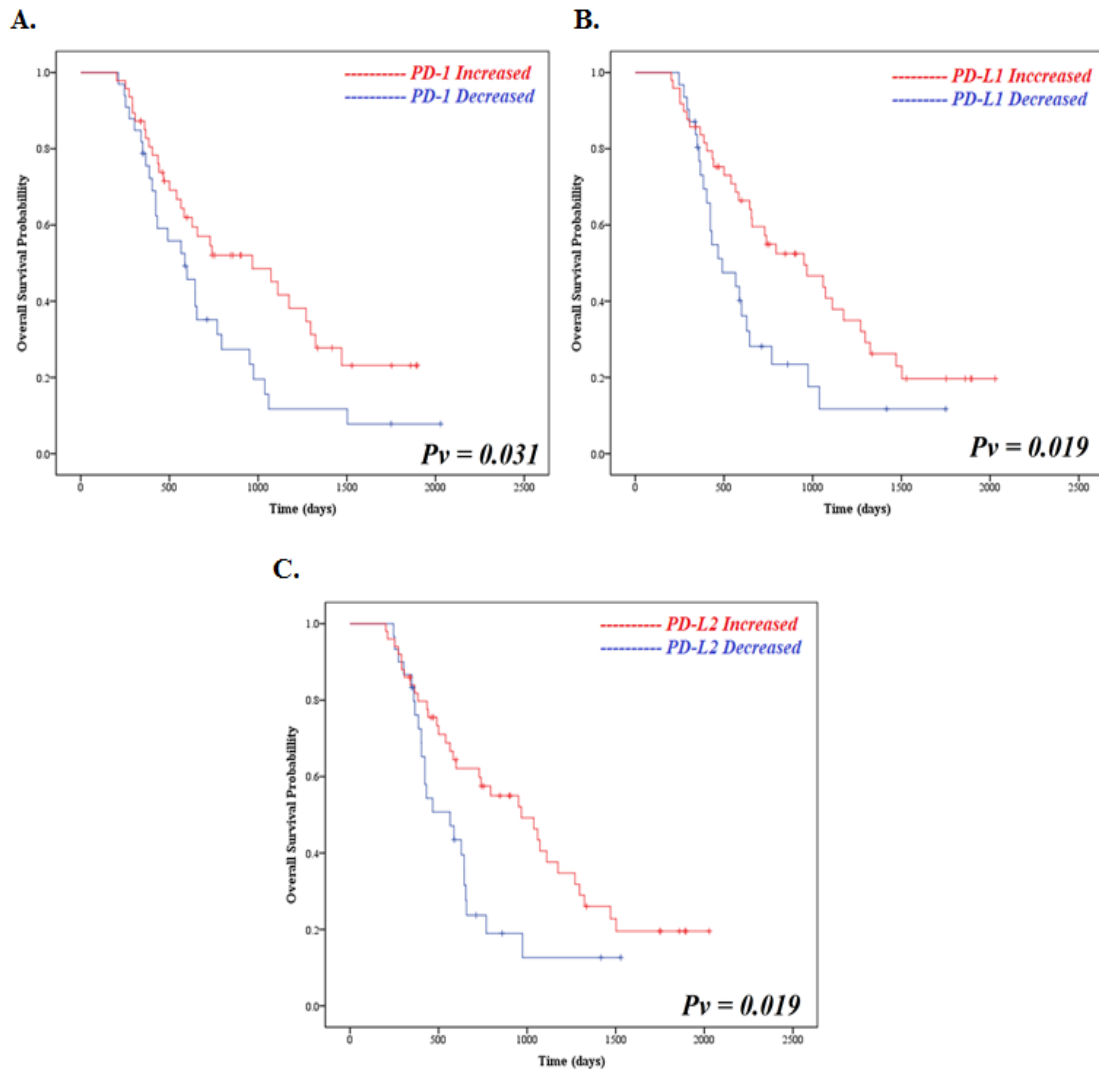 A.
PD-1 Increased
PD-1 Decreased
Overall Survival Probability
1.0
0.8
0.6
0.4
0.2
0.0
Pv = 0.031
0 500 1000 1500 2000 2500
Time (days)
B.
PD-L1 Inccreased
PD-L1 Decreased
Overall Survival Probability
1.0
0.8
0.6
0.4
0.2
0.0
Pv = 0.019
0 500 1000 1500 2000 2500
Time (days)
C.
PD-L2 Increased
PD-L2 Decreased
Overall Survival Probability
1.0
0.8
0.6
0.4
0.2
0.0
Pv = 0.019
0 500 1000 1500 2000 2500
Time (days)